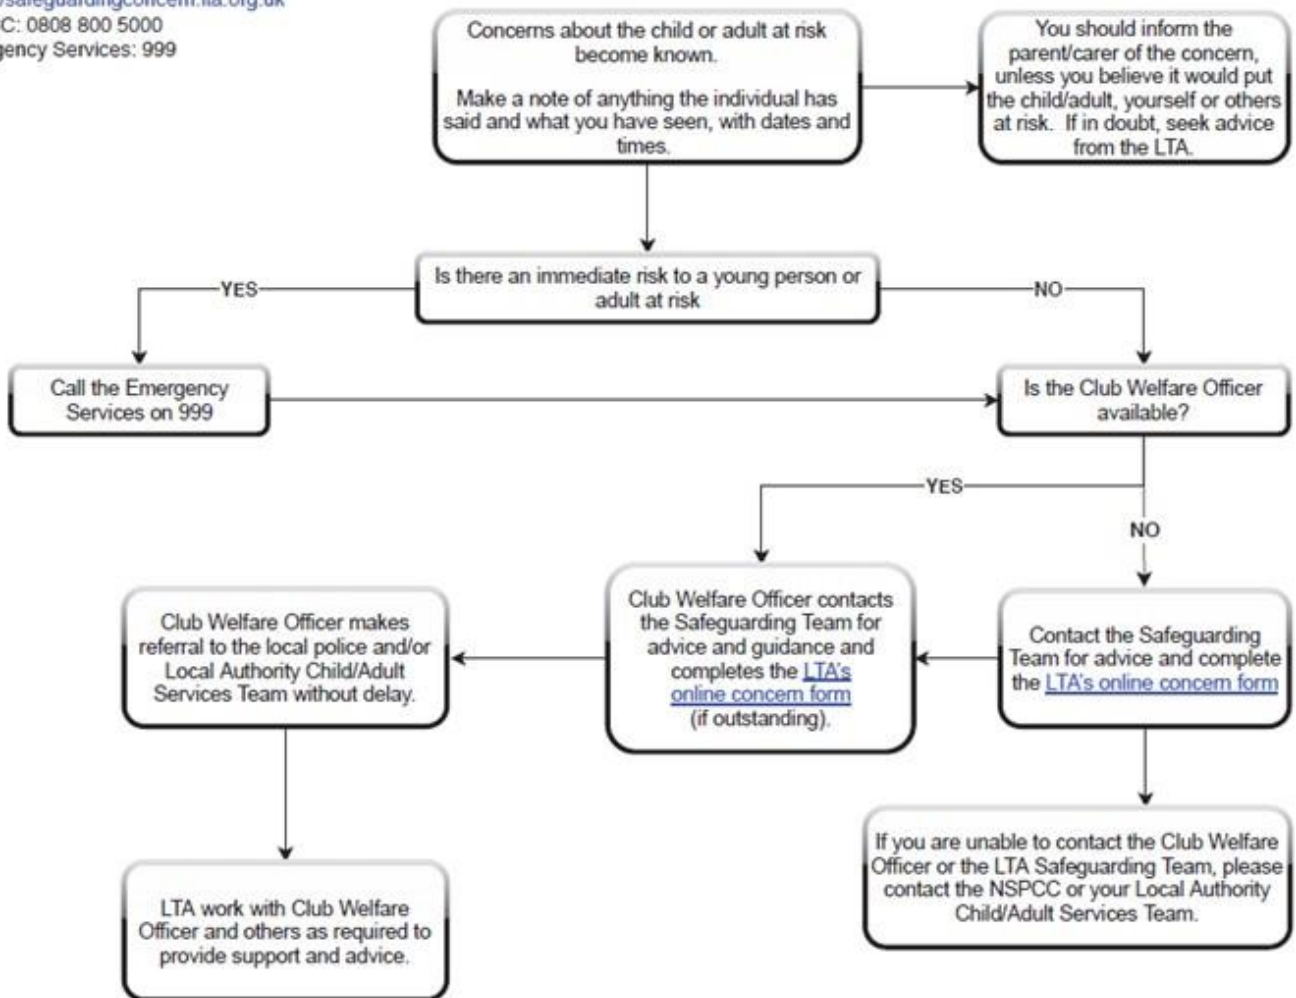 safeguardingconcern.lta.org.uk
C: 0808 800 5000
gency Services: 999
Concerns about the child or adult at risk
become known.
Make a note of anything the individual has
said and what you have seen, with dates and
times.
You should inform the
parent/carer of the concern,
unless you believe it would put
the child/adult, yourself or others
at risk. If in doubt, seek advice
from the LTA.
Is there an immediate risk to a young person or
adult at risk
YES
NO
Call the Emergency
Services on 999
Is the Club Welfare Officer
available?
YES
NO
Club Welfare Officer makes
referral to the local police and/or
Local Authority Child/Adult
Services Team without delay.
Club Welfare Officer contacts
the Safeguarding Team for
advice and guidance and
completes the LTA's
online concern form
(if outstanding).
Contact the Safeguarding
Team for advice and complete
the LTA's online concern form
If you are unable to contact the Club Welfare
Officer or the LTA Safeguarding Team, please
contact the NSPCC or your Local Authority
Child/Adult Services Team.
LTA work with Club Welfare
Officer and others as required to
provide support and advice.